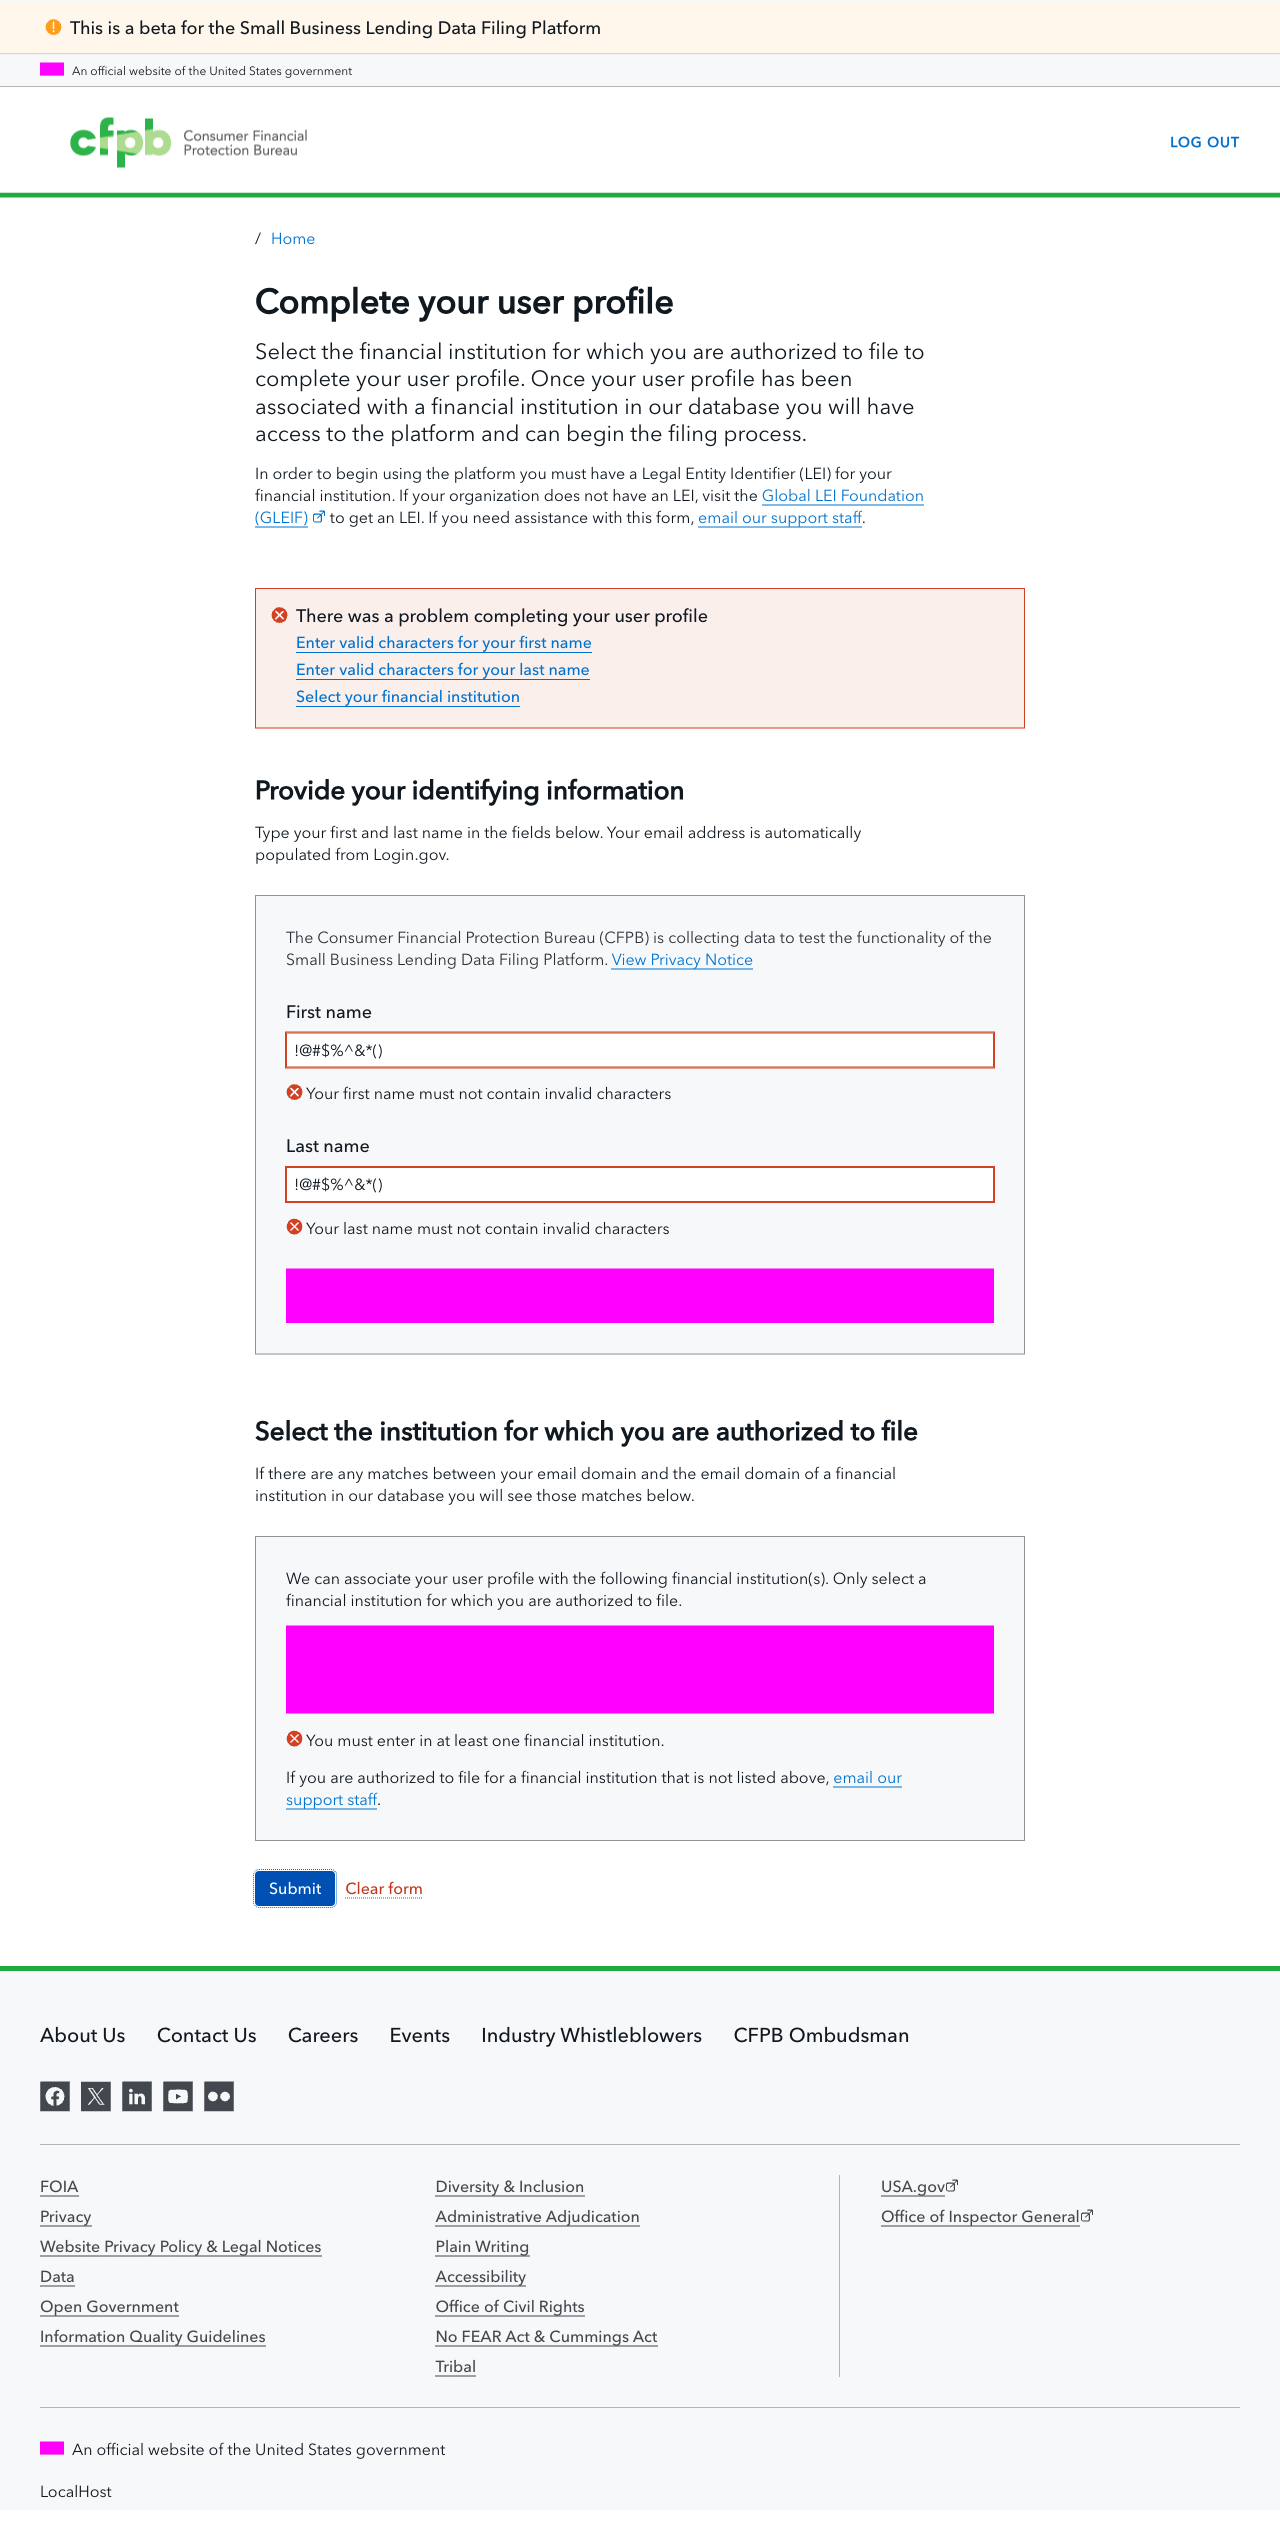 This is a beta for the Small Business Lending Data Filing Platform
An official website of the United States government
cfpb Consumer Financial
Protection Bureau
LOG OUT
/ Home
Complete your user profile
Select the financial institution for which you are authorized to file to
complete your user profile. Once your user profile has been
associated with a financial institution in our database you will have
access to the platform and can begin the filing process.
In order to begin using the platform you must have a Legal Entity Identifier (LEI) for your
financial institution. If your organization does not have an LEI, visit the Global LEI Foundation
(GLEIF) to get an LEI. If you need assistance with this form, email our support staff.
There was a problem completing your user profile
Enter valid characters for your first name
Enter valid characters for your last name
Select your financial institution
Provide your identifying information
Type your first and last name in the fields below. Your email address is automatically
populated from Login.gov.
The Consumer Financial Protection Bureau (CFPB) is collecting data to test the functionality of the
Small Business Lending Data Filing Platform. View Privacy Notice
First name
!@#$%^&*()
Your first name must not contain invalid characters
Last name
!@#$%^&*()
Your last name must not contain invalid characters
Select the institution for which you are authorized to file
If there are any matches between your email domain and the email domain of a financial
institution in our database you will see those matches below.
We can associate your user profile with the following financial institution(s). Only select a
financial institution for which you are authorized to file.
You must enter in at least one financial institution.
If you are authorized to file for a financial institution that is not listed above, email our
support staff.
Submit Clear form
About Us Contact Us Careers Events Industry Whistleblowers CFPB Ombudsman
FOIA
Privacy
Website Privacy Policy & Legal Notices
Data
Open Government
Information Quality Guidelines
Diversity & Inclusion
Administrative Adjudication
Plain Writing
Accessibility
Office of Civil Rights
No FEAR Act & Cummings Act
Tribal
USA.gov
Office of Inspector General
An official website of the United States government
LocalHost